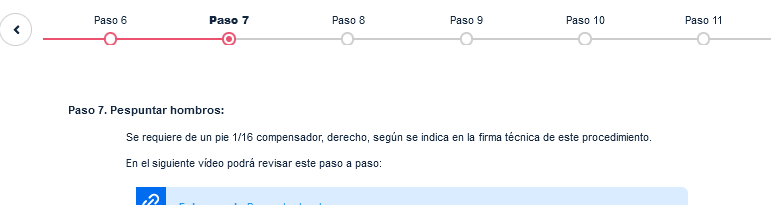 Paso 6 Paso 7 Paso 8 Paso 9 Paso 10 Paso 11
Paso 7. Pespuntar hombros:
Se requiere de un pie 1/16 compensador, derecho, según se indica en la firma técnica de este procedimiento.
En el siguiente vídeo podrá revisar este paso a paso: